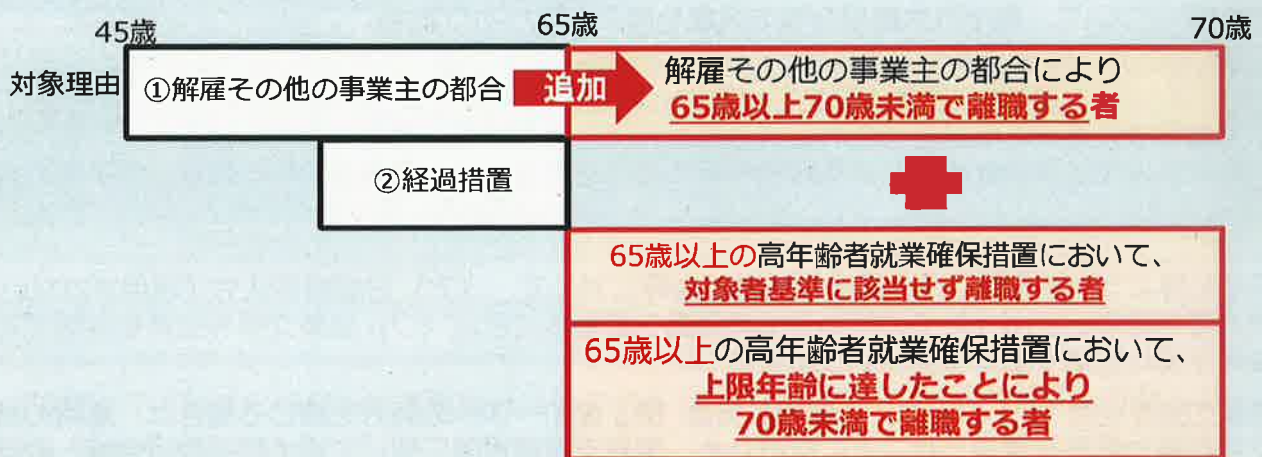 45歳
65歳
70歳
対象理由
①解雇その他の事業主の都合
追加
解雇その他の事業主の都合により
65歳以上70歳未満で離職する者
②経過措置
65歳以上の高年齢者就業確保措置において、
対象者基準に該当せず離職する者
65歳以上の高年齢者就業確保措置において、
上限年齢に達したことにより
70歳未満で離職する者